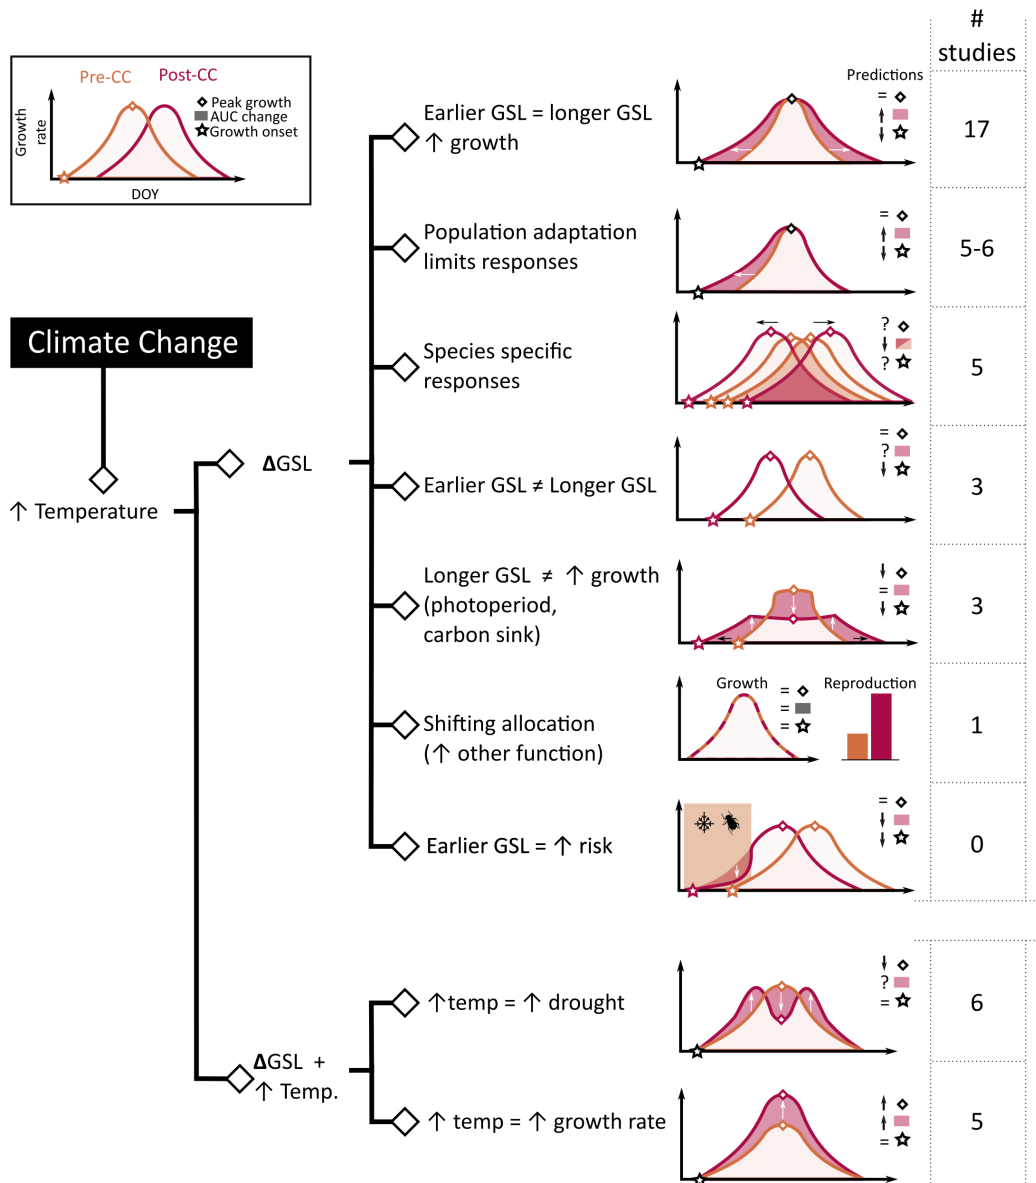 #
studies
Pre-CC
Post-CC
Peak growth
AUC change
Growth onset
Growth
rate
DOY
Predictions
=
↑
↓
Earlier GSL = longer GSL
↑ growth
17
Population adaptation
limits responses
=
↑
↓
5-6
Climate Change
Species specific
responses
?
↓
?
5
ΔGSL
Earlier GSL ≠ Longer GSL
=
?
↓
3
↑ Temperature
Longer GSL ≠ ↑ growth
(photoperiod,
carbon sink)
↓
=
↓
3
Shifting allocation
(↑ other function)
Growth
=
=
=
Reproduction
1
Earlier GSL = ↑ risk
=
↓
↓
0
↑temp = ↑ drought
↓
?
=
6
ΔGSL +
↑ Temp.
↑ temp = ↑ growth rate
↑
↑
=
5